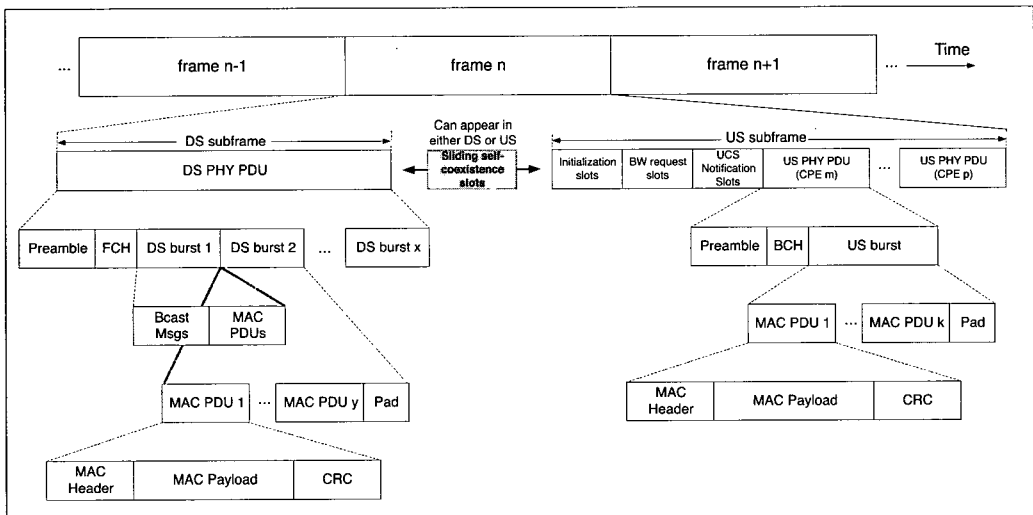 ... frame n-1 frame n frame n+1 ... Time
DS subframe
Can appear in
either DS or US
US subframe
DS PHY PDU
Sliding self-
coexistence
slots
Initialization
slots
BW request
slots
UCS
Notification
Slots
US PHY PDU
(CPE m)
...
US PHY PDU
(CPE p)
Preamble FCH DS burst 1 DS burst 2 ... DS burst x
Preamble BCH US burst
Bcast
Msgs
MAC
PDUs
MAC PDU 1 ... MAC PDU k Pad
MAC PDU 1 ... MAC PDU y Pad
MAC
Header
MAC Payload CRC
MAC
Header
MAC Payload CRC